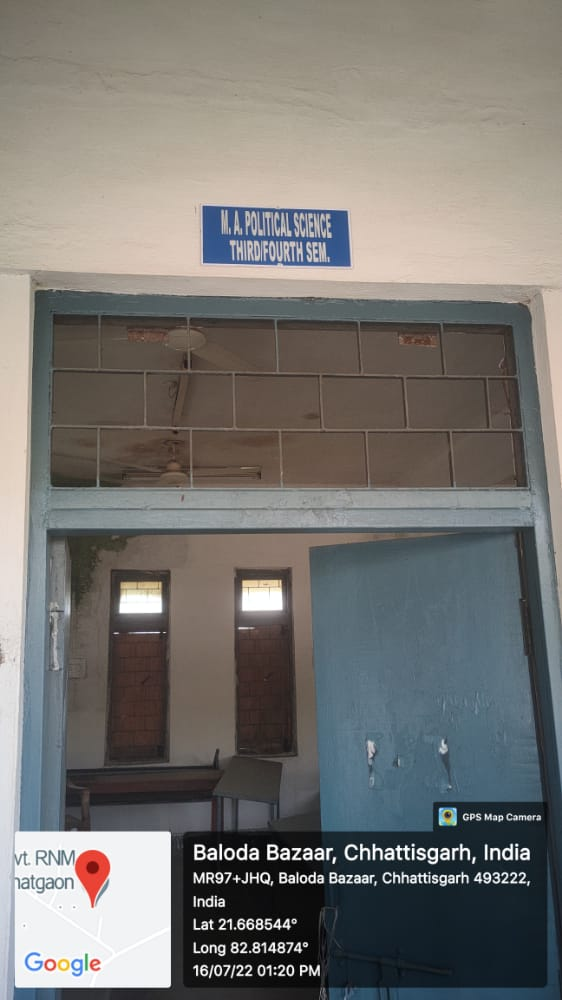 M. A. POLITICAL SCIENCE
THIRD/FOURTH SEM.
GPS Map Camera
vt. RNM
hatgaon
Google
Baloda Bazaar, Chhattisgarh, India
MR97+JHQ, Baloda Bazaar, Chhattisgarh 493222,
India
Lat 21.668544°
Long 82.814874°
16/07/22 01:20 PM